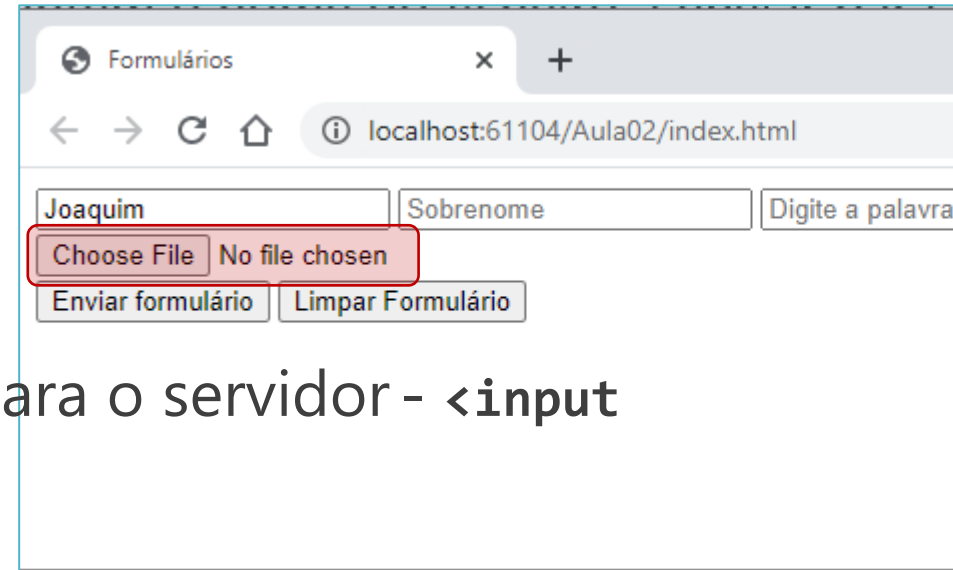 Formulários
localhost:61104/Aula02/index.html
Joaquim Sobrenome Digite a palavra
Choose File No file chosen
Enviar formulário Limpar Formulário
ara o servidor - <input